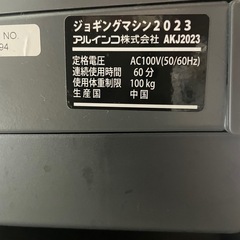 NO.
94
ジョギングマシン2023
アルインコ株式会社 AKJ2023
定格電圧 AC100V(50/60Hz)
連続使用時間 60分
使用体重制限 100kg
生産国 中国